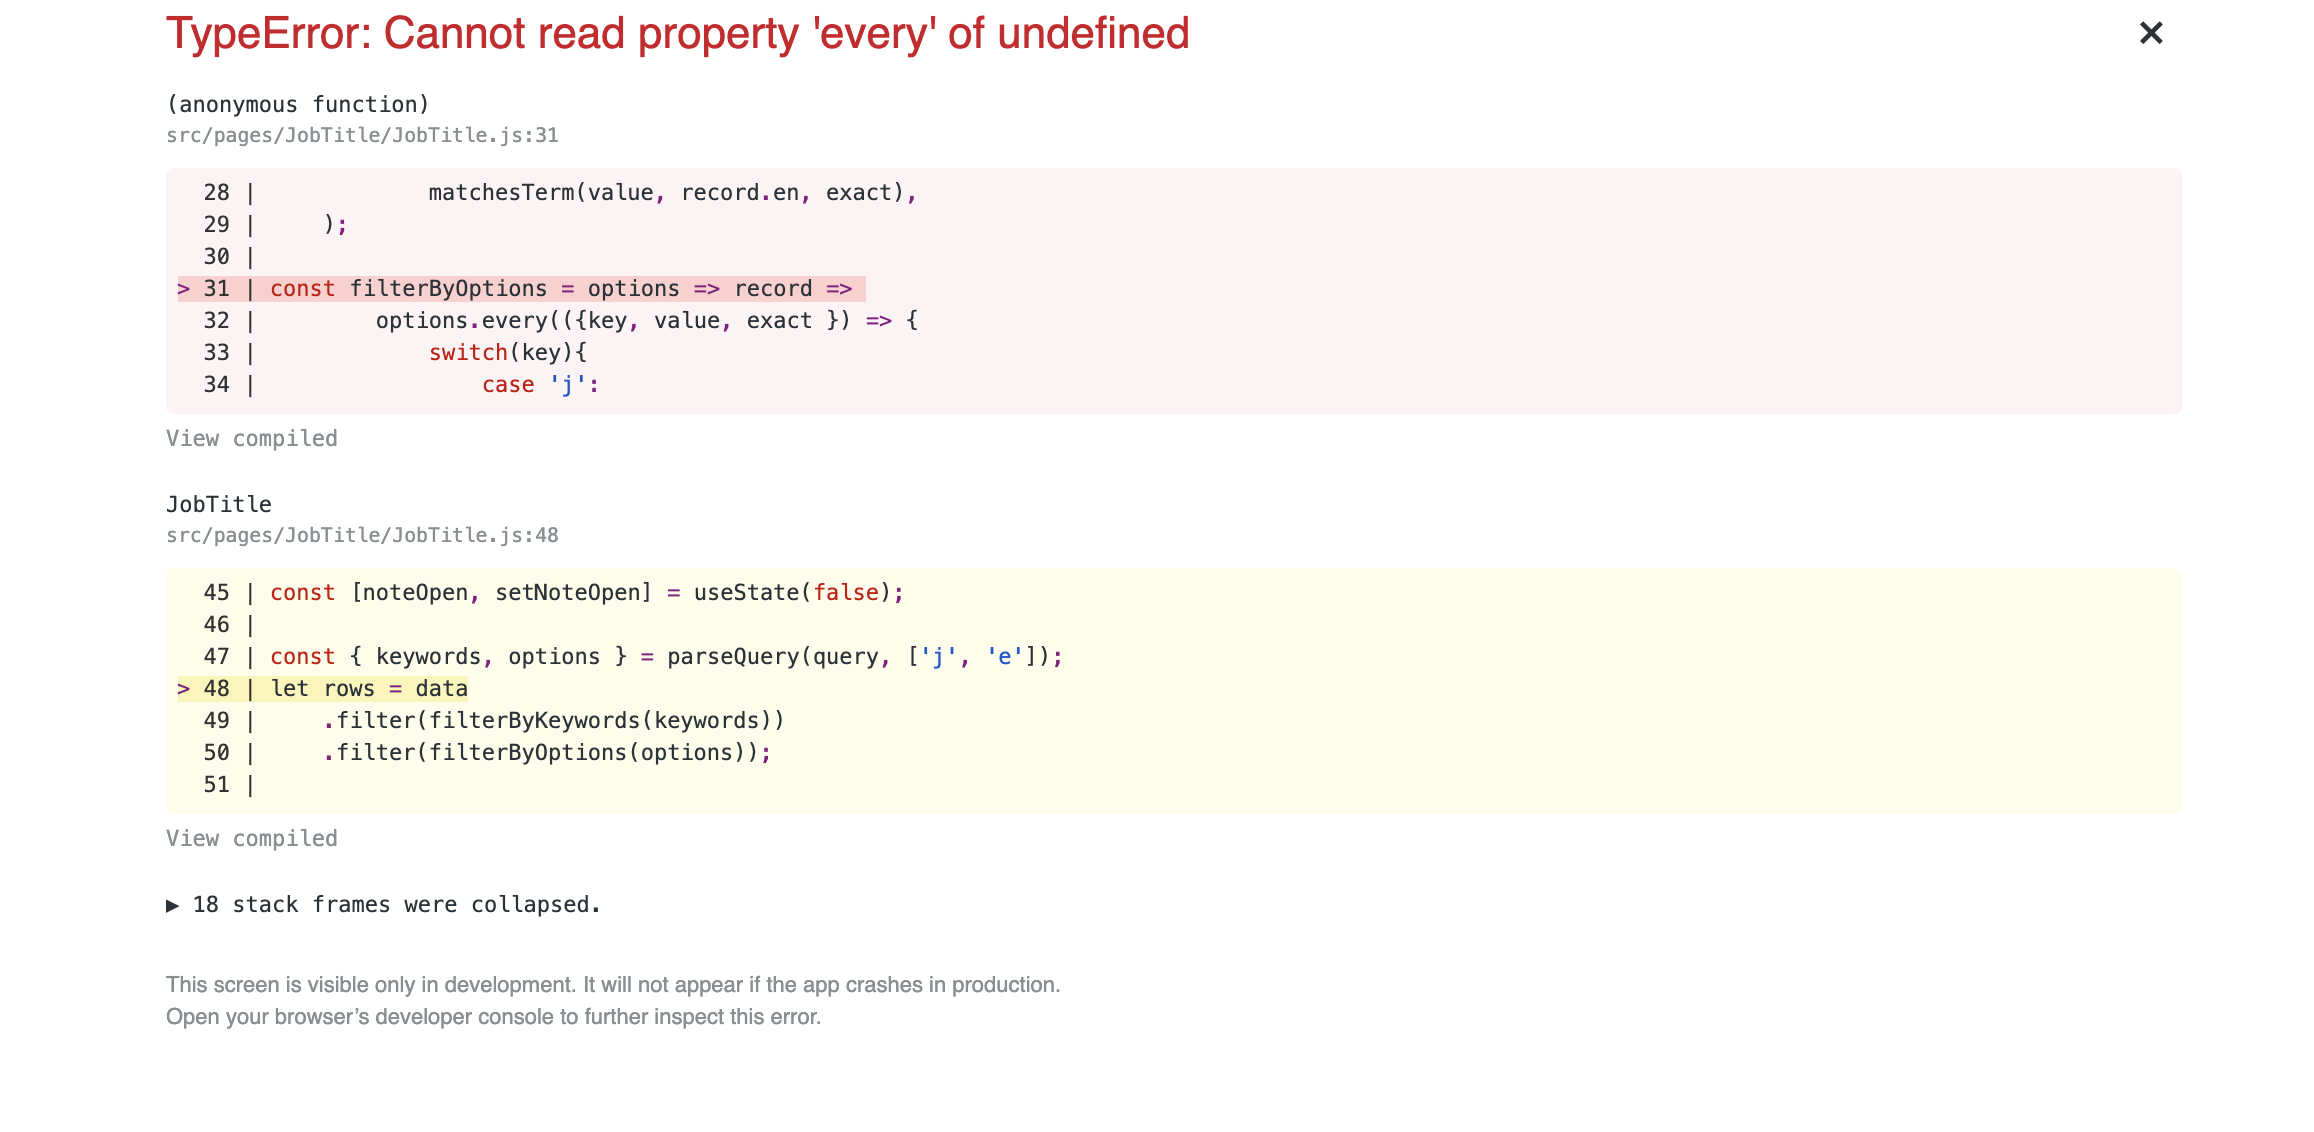 TypeError: Cannot read property 'every' of undefined
×
(anonymous function)
src/pages/JobTitle/JobTitle.js:31
  28 |             matchesTerm(value, record.en, exact),
  29 |     );
  30 |
> 31 | const filterByOptions = options => record =>
  32 |         options.every(({key, value, exact }) => {
  33 |             switch(key){
  34 |                 case 'j':
View compiled
JobTitle
src/pages/JobTitle/JobTitle.js:48
  45 | const [noteOpen, setNoteOpen] = useState(false);
  46 |
  47 | const { keywords, options } = parseQuery(query, ['j', 'e']);
> 48 | let rows = data
  49 |     .filter(filterByKeywords(keywords))
  50 |     .filter(filterByOptions(options));
  51 |
View compiled
▶ 18 stack frames were collapsed.
This screen is visible only in development. It will not appear if the app crashes in production.
Open your browser’s developer console to further inspect this error.